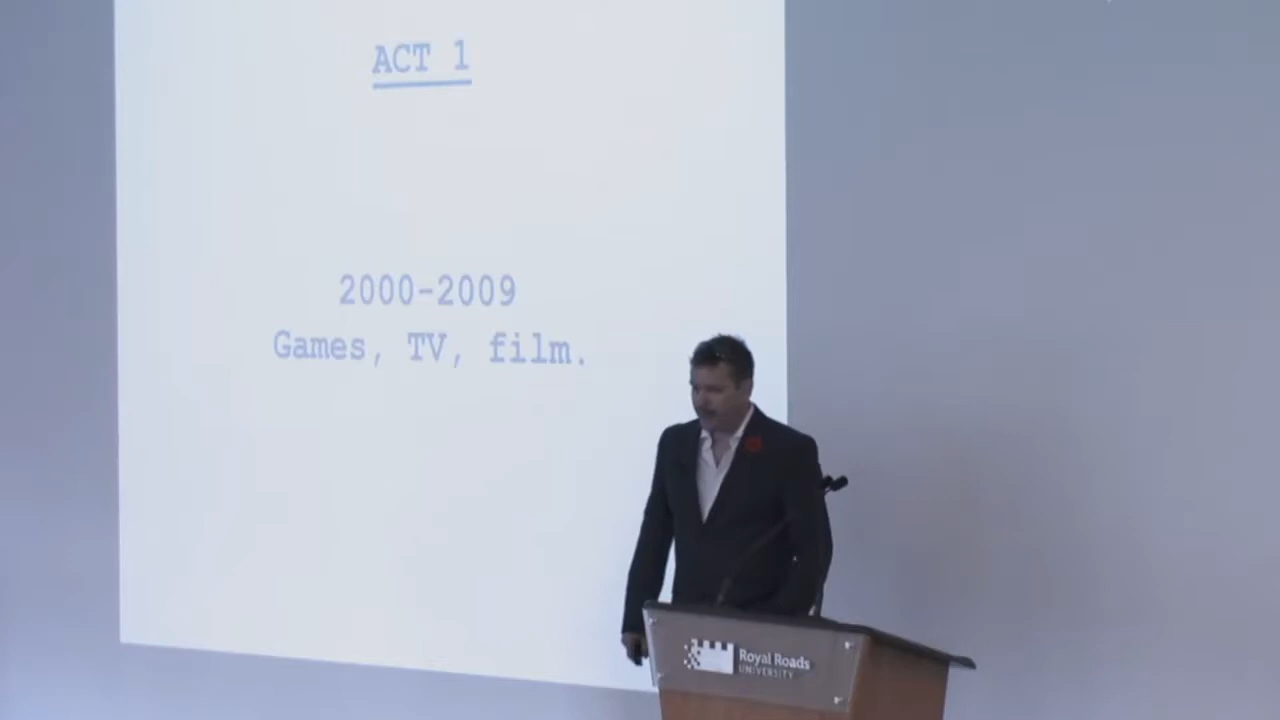 ACT 1
2000-2009
Games, TV, film.
Royal Roads
UNIVERSITY